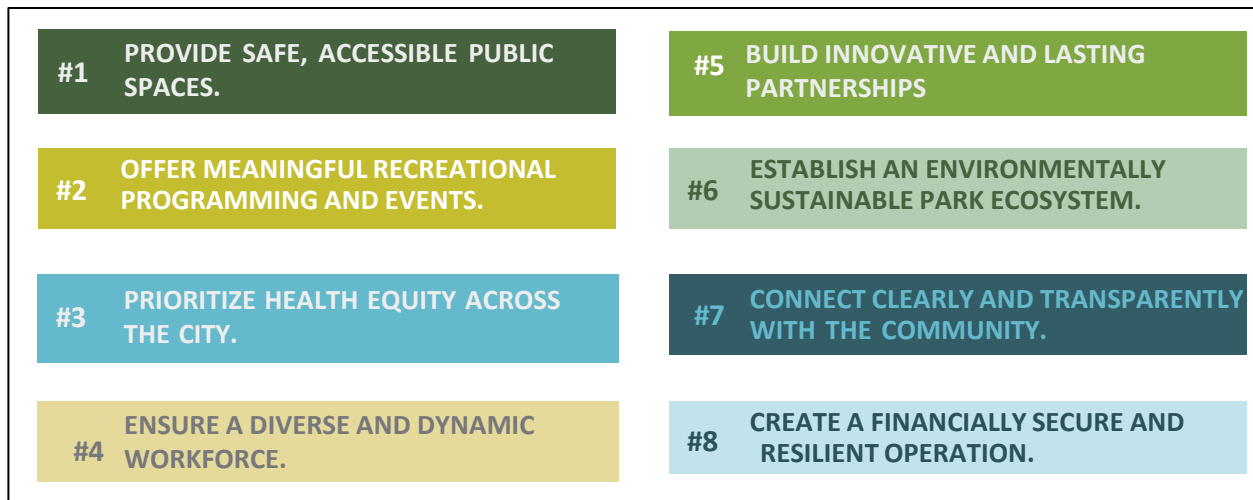 #1 PROVIDE SAFE, ACCESSIBLE PUBLIC
SPACES.
#2 OFFER MEANINGFUL RECREATIONAL
PROGRAMMING AND EVENTS.
#3 PRIORITIZE HEALTH EQUITY ACROSS
THE CITY.
#4 ENSURE A DIVERSE AND DYNAMIC
WORKFORCE.
#5 BUILD INNOVATIVE AND LASTING
PARTNERSHIPS
#6 ESTABLISH AN ENVIRONMENTALLY
SUSTAINABLE PARK ECOSYSTEM.
#7 CONNECT CLEARLY AND TRANSPARENTLY
WITH THE COMMUNITY.
#8 CREATE A FINANCIALLY SECURE AND
RESILIENT OPERATION.